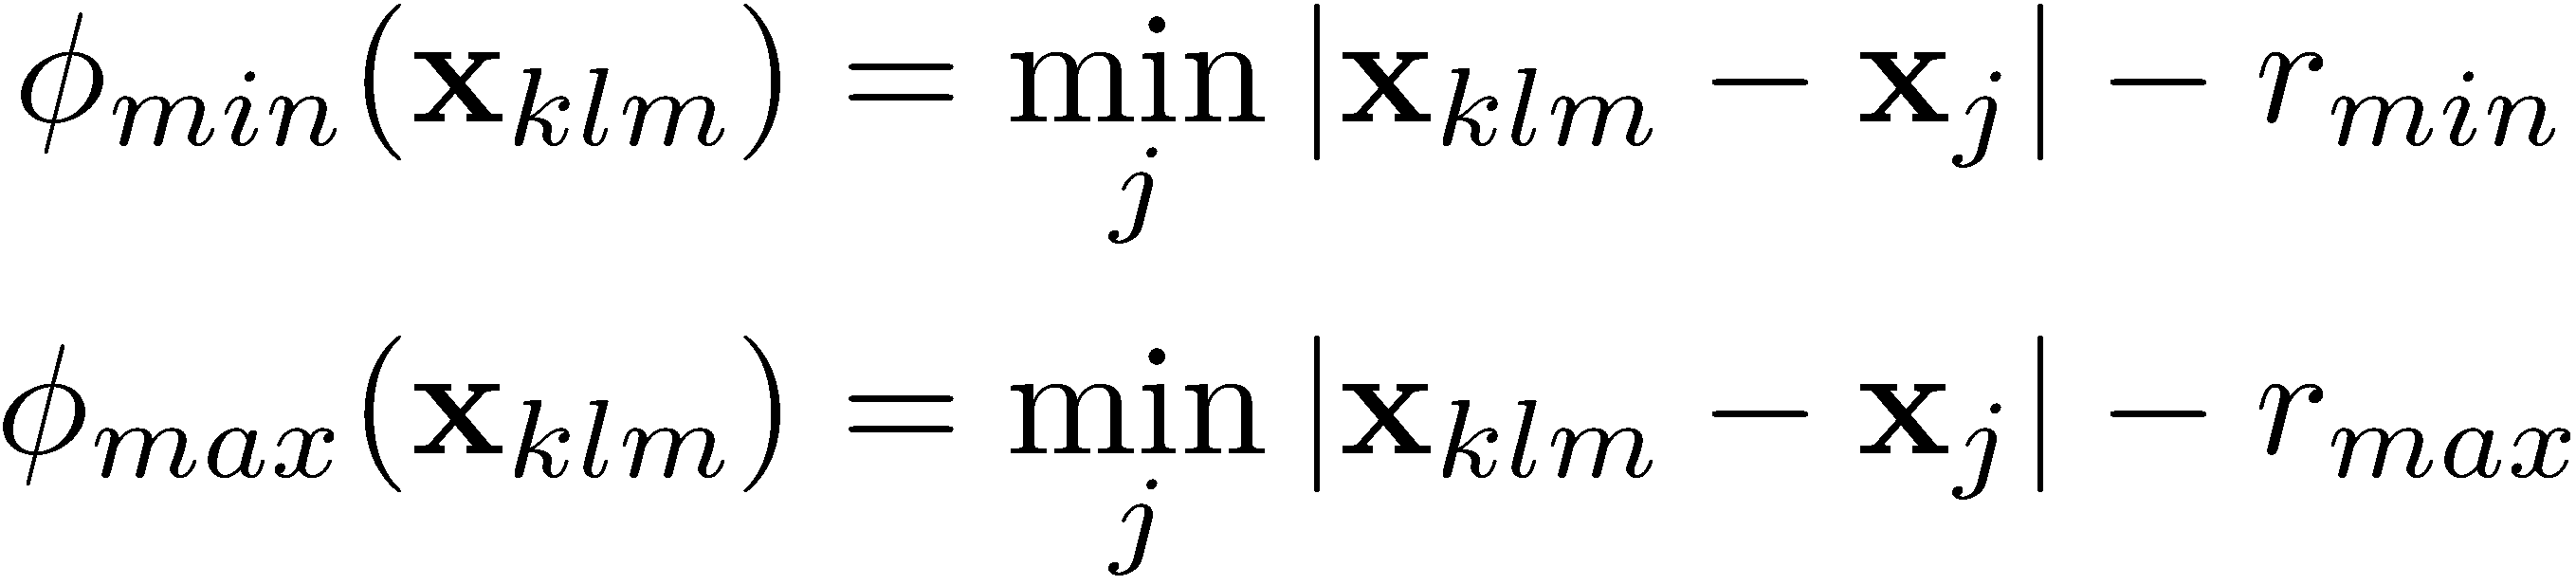 ϕ_{min}(𝐱_{klm}) = min_j |𝐱_{klm} − 𝐱_j| − r_{min}
ϕ_{max}(𝐱_{klm}) = min_j |𝐱_{klm} − 𝐱_j| − r_{max}